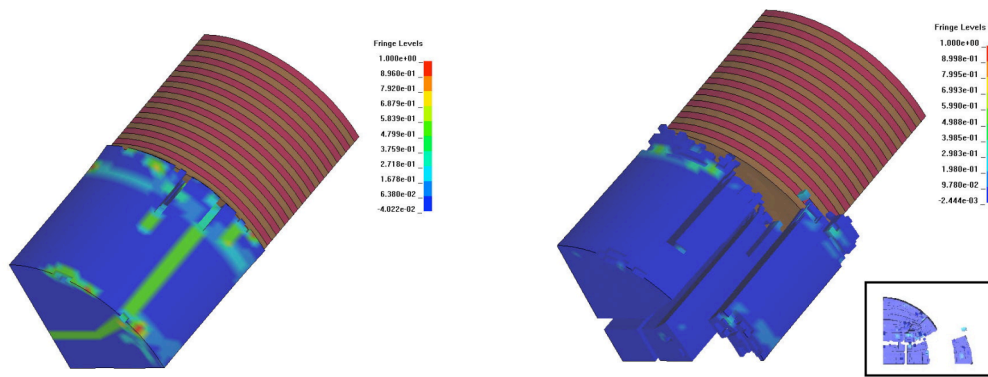 Fringe Levels
1.000e+00
8.960e-01
7.920e-01
6.879e-01
5.839e-01
4.799e-01
3.759e-01
2.718e-01
1.678e-01
6.380e-02
-4.022e-02
Fringe Levels
1.000e+00
8.998e-01
7.995e-01
6.993e-01
5.990e-01
4.988e-01
3.985e-01
2.983e-01
1.980e-01
9.780e-02
-2.444e-03